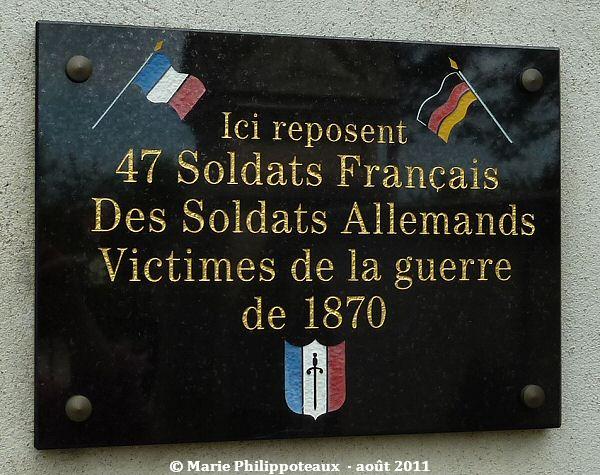 Ici reposent
47 Soldats Français
Des Soldats Allemands
Victimes de la guerre
de 1870
© Marie Philippoteaux - août 2011